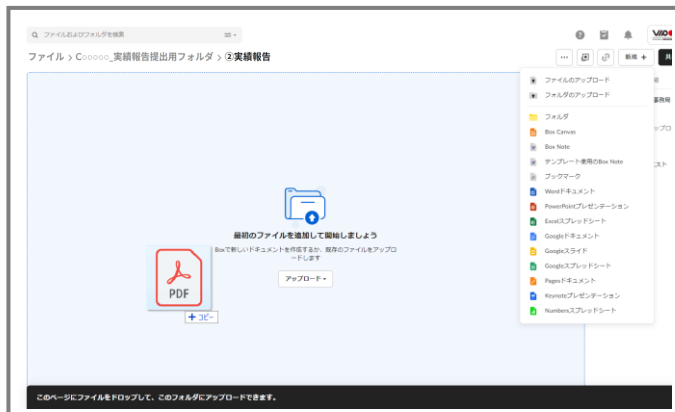 ファイルおよびフォルダを検索
ファイル > C○○○○○_実績報告提出用フォルダ > ②実績報告
新規 +
ファイルのアップロード
フォルダのアップロード
フォルダ
Box Canvas
Box Note
テンプレート使用のBox Note
ブックマーク
Wordドキュメント
PowerPointプレゼンテーション
Excelスプレッドシート
Googleドキュメント
Googleスライド
Googleスプレッドシート
Pagesドキュメント
Keynoteプレゼンテーション
Numbersスプレッドシート
事務局
最初のファイルを追加して開始しましょう
Boxで新しいドキュメントを作成するか、既存のファイルをアップロ
ードします
アップロード
PDF
+ コピー
このページにファイルをドロップして、このフォルダにアップロードできます。